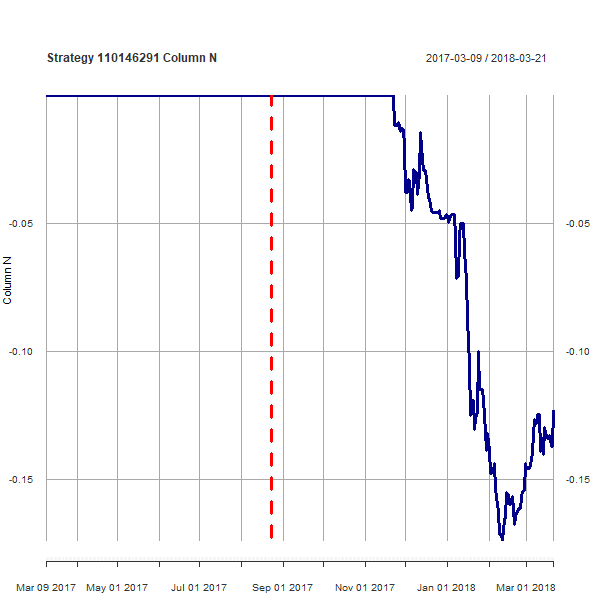 Strategy 110146291 Column N
2017-03-09 / 2018-03-21
Column N
-0.05
-0.05
-0.10
-0.10
-0.15
-0.15
Mar 09 2017
May 01 2017
Jul 01 2017
Sep 01 2017
Nov 01 2017
Jan 01 2018
Mar 01 2018